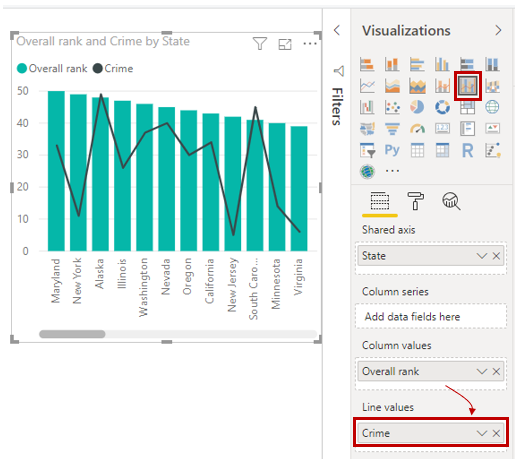 Overall rank and Crime by State
Overall rank Crime
50
40
30
20
10
0
Maryland
New York
Alaska
Illinois
Washington
Nevada
Oregon
California
New Jersey
South Caro...
Minnesota
Virginia
Filters
Visualizations
Py
R
123
Shared axis
State
Column series
Add data fields here
Column values
Overall rank
Line values
Crime